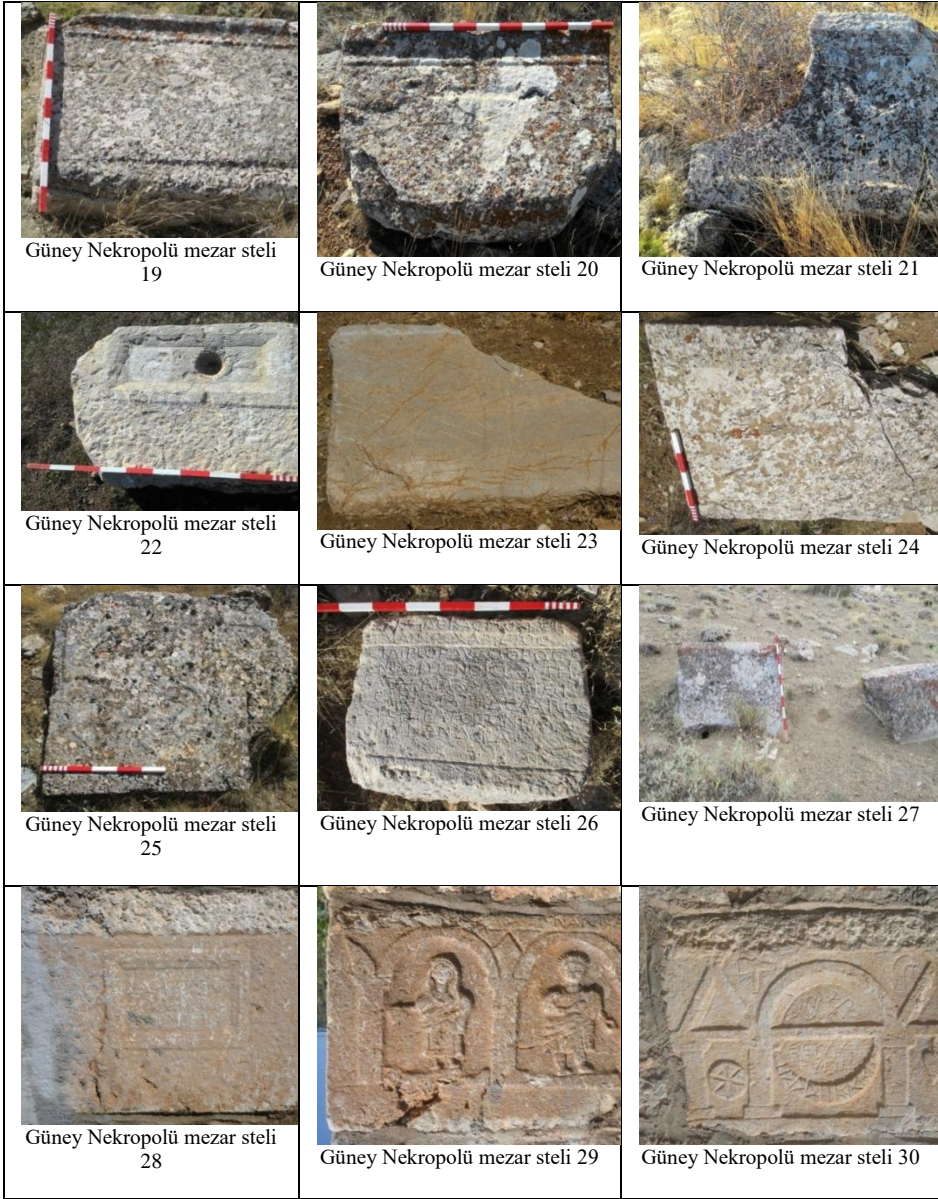 Güney Nekropolü mezar steli
19
Güney Nekropolü mezar steli 20
Güney Nekropolü mezar steli 21
Güney Nekropolü mezar steli
22
Güney Nekropolü mezar steli 23
Güney Nekropolü mezar steli 24
Güney Nekropolü mezar steli
25
Güney Nekropolü mezar steli 26
Güney Nekropolü mezar steli 27
Güney Nekropolü mezar steli
28
Güney Nekropolü mezar steli 29
Güney Nekropolü mezar steli 30